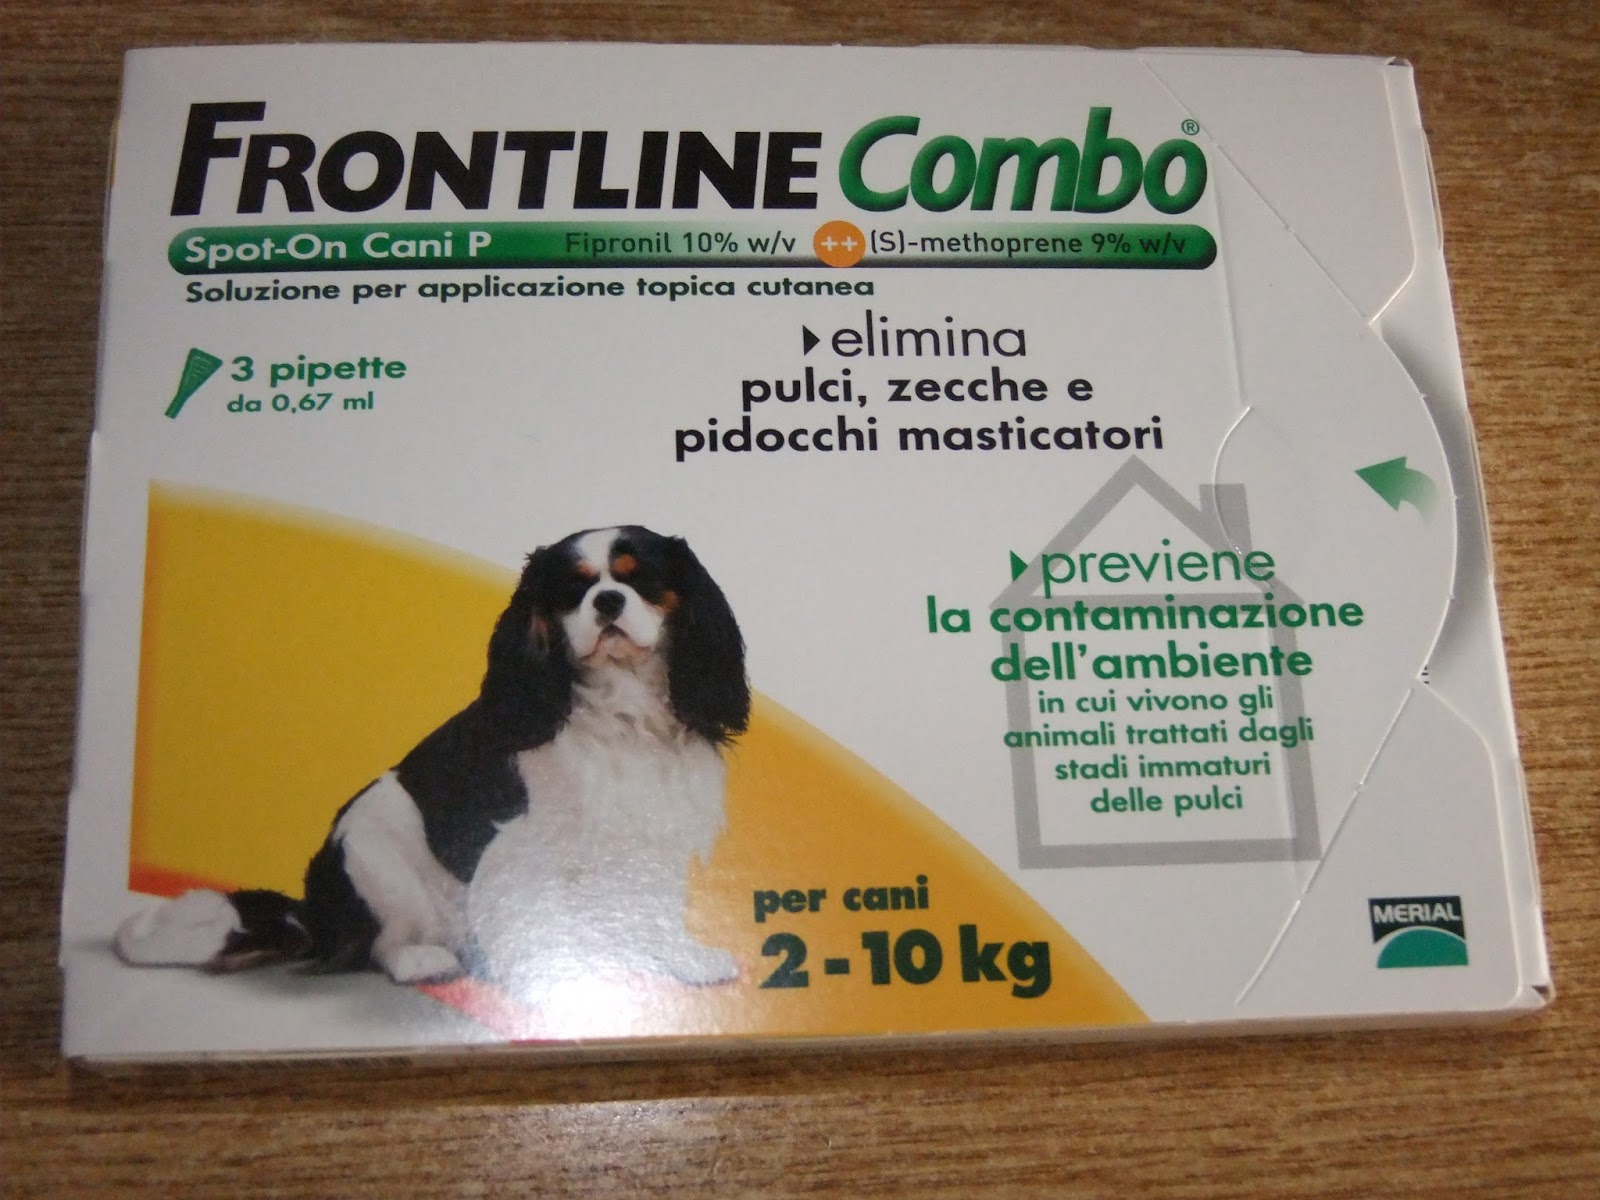 FRONTLINE Combo®
Spot-On Cani P Fipronil 10% w/v ++ (S)-methoprene 9% w/v
Soluzione per applicazione topica cutanea
3 pipette
da 0,67 ml
elimina
pulci, zecche e
pidocchi masticatori
previene
la contaminazione
dell'ambiente
in cui vivono gli
animali trattati dagli
stadi immaturi
delle pulci
per cani
2-10 kg
MERIAL